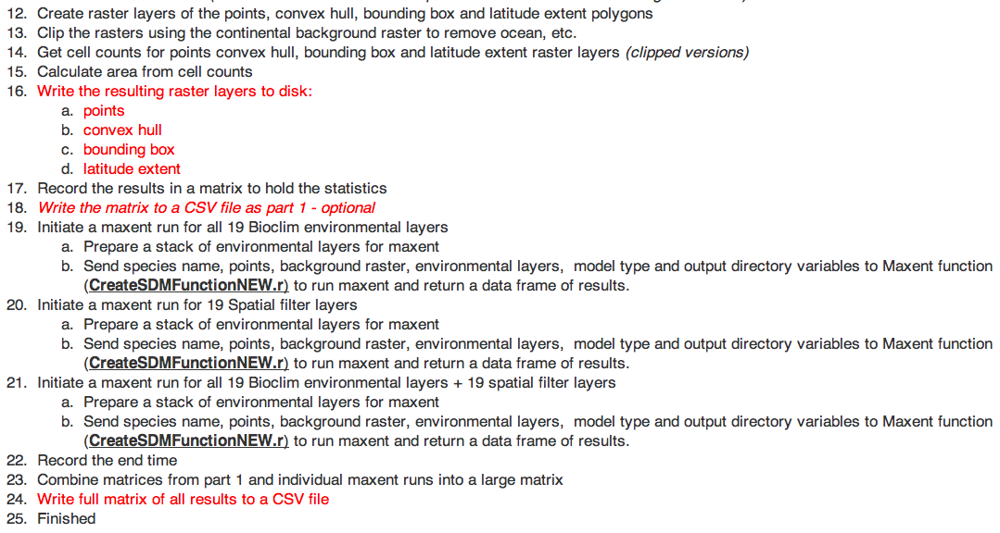 12. Create raster layers of the points, convex hull, bounding box and latitude extent polygons
13. Clip the rasters using the continental background raster to remove ocean, etc.
14. Get cell counts for points convex hull, bounding box and latitude extent raster layers (clipped versions)
15. Calculate area from cell counts
16. Write the resulting raster layers to disk:
a. points
b. convex hull
c. bounding box
d. latitude extent
17. Record the results in a matrix to hold the statistics
18. Write the matrix to a CSV file as part 1 - optional
19. Initiate a maxent run for all 19 Bioclim environmental layers
a. Prepare a stack of environmental layers for maxent
b. Send species name, points, background raster, environmental layers,  model type and output directory variables to Maxent function
(CreateSDMFunctionNEW.r) to run maxent and return a data frame of results.
20. Initiate a maxent run for 19 Spatial filter layers
a. Prepare a stack of environmental layers for maxent
b. Send species name, points, background raster, environmental layers,  model type and output directory variables to Maxent function
(CreateSDMFunctionNEW.r) to run maxent and return a data frame of results.
21. Initiate a maxent run for all 19 Bioclim environmental layers + 19 spatial filter layers
a. Prepare a stack of environmental layers for maxent
b. Send species name, points, background raster, environmental layers,  model type and output directory variables to Maxent function
(CreateSDMFunctionNEW.r) to run maxent and return a data frame of results.
22. Record the end time
23. Combine matrices from part 1 and individual maxent runs into a large matrix
24. Write full matrix of all results to a CSV file
25. Finished